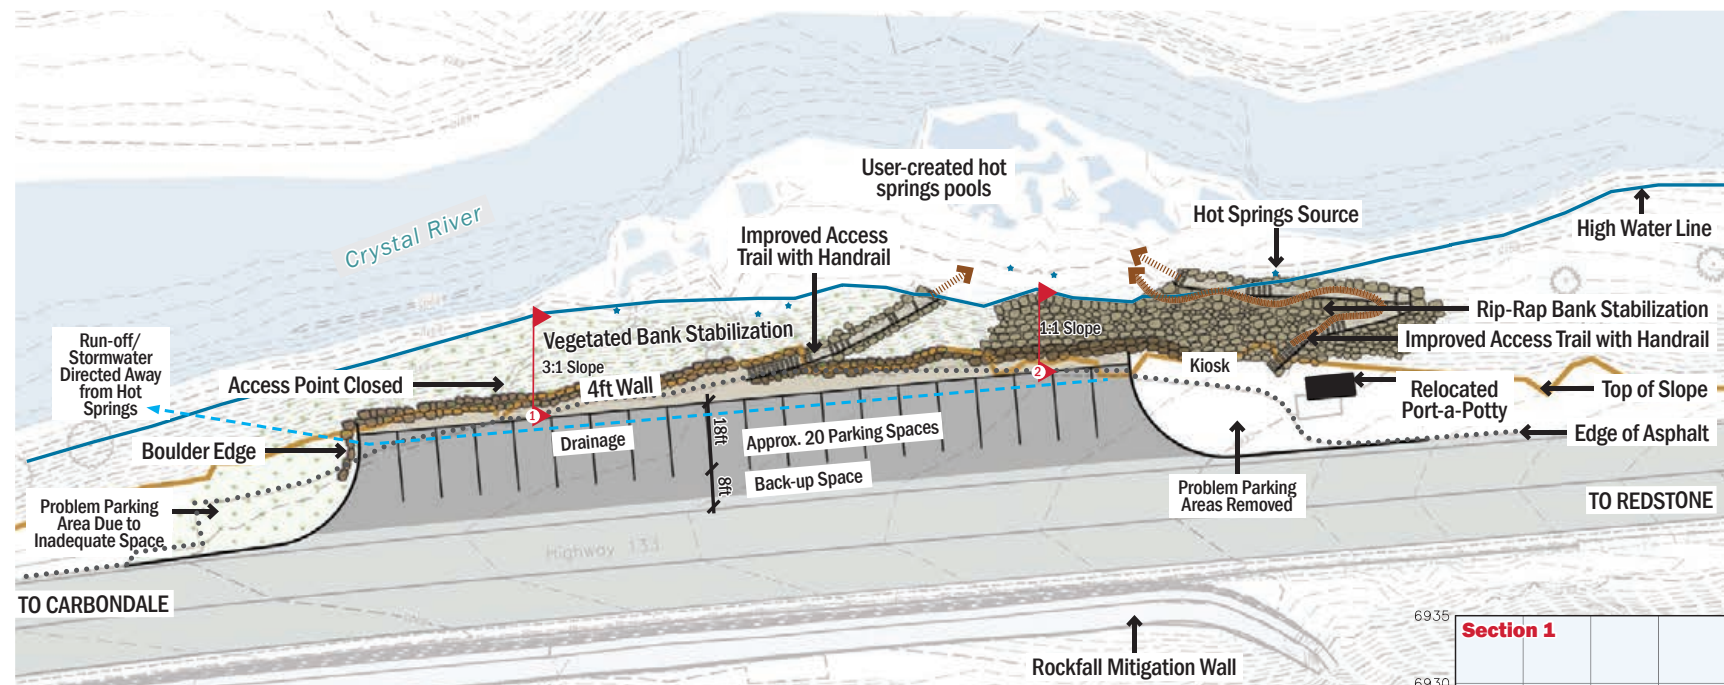 User-created hot
springs pools
Crystal River
Hot Springs Source
High Water Line
Improved Access
Trail with Handrail
Run-off/
Stormwater
Directed Away
from Hot
Springs
Vegetated Bank Stabilization
3:1 Slope
1:1 Slope
Rip-Rap Bank Stabilization
Improved Access Trail with Handrail
Access Point Closed
4ft Wall
Kiosk
2
1
Relocated
Port-a-Potty
Top of Slope
Boulder Edge
Drainage
18ft
Approx. 20 Parking Spaces
Edge of Asphalt
8ft
Back-up Space
Problem Parking
Area Due to
Inadequate Space
Problem Parking
Areas Removed
TO REDSTONE
Highway 133
TO CARBONDALE
Rockfall Mitigation Wall
6935
Section 1
6930